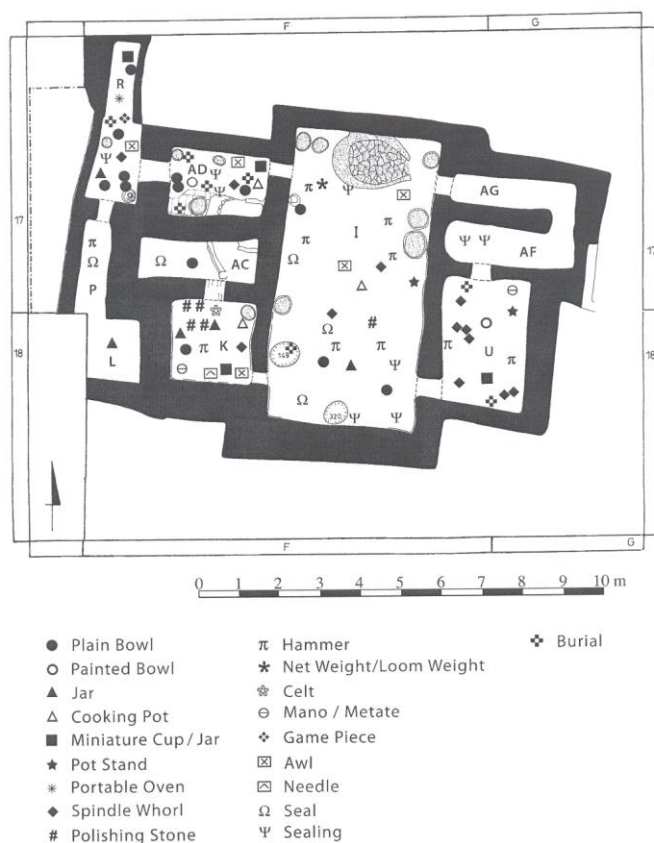 F G
R
AD
17
AG
I
AF
17
AC
P
18
K
149
U
18
L
320
F G
0 1 2 3 4 5 6 7 8 9 10 m
Plain Bowl
Painted Bowl
Jar
Cooking Pot
Miniature Cup / Jar
Pot Stand
Portable Oven
Spindle Whorl
# Polishing Stone
π Hammer
Net Weight/Loom Weight
Celt
Mano / Metate
Game Piece
Awl
Needle
Ω Seal
Ψ Sealing
Burial